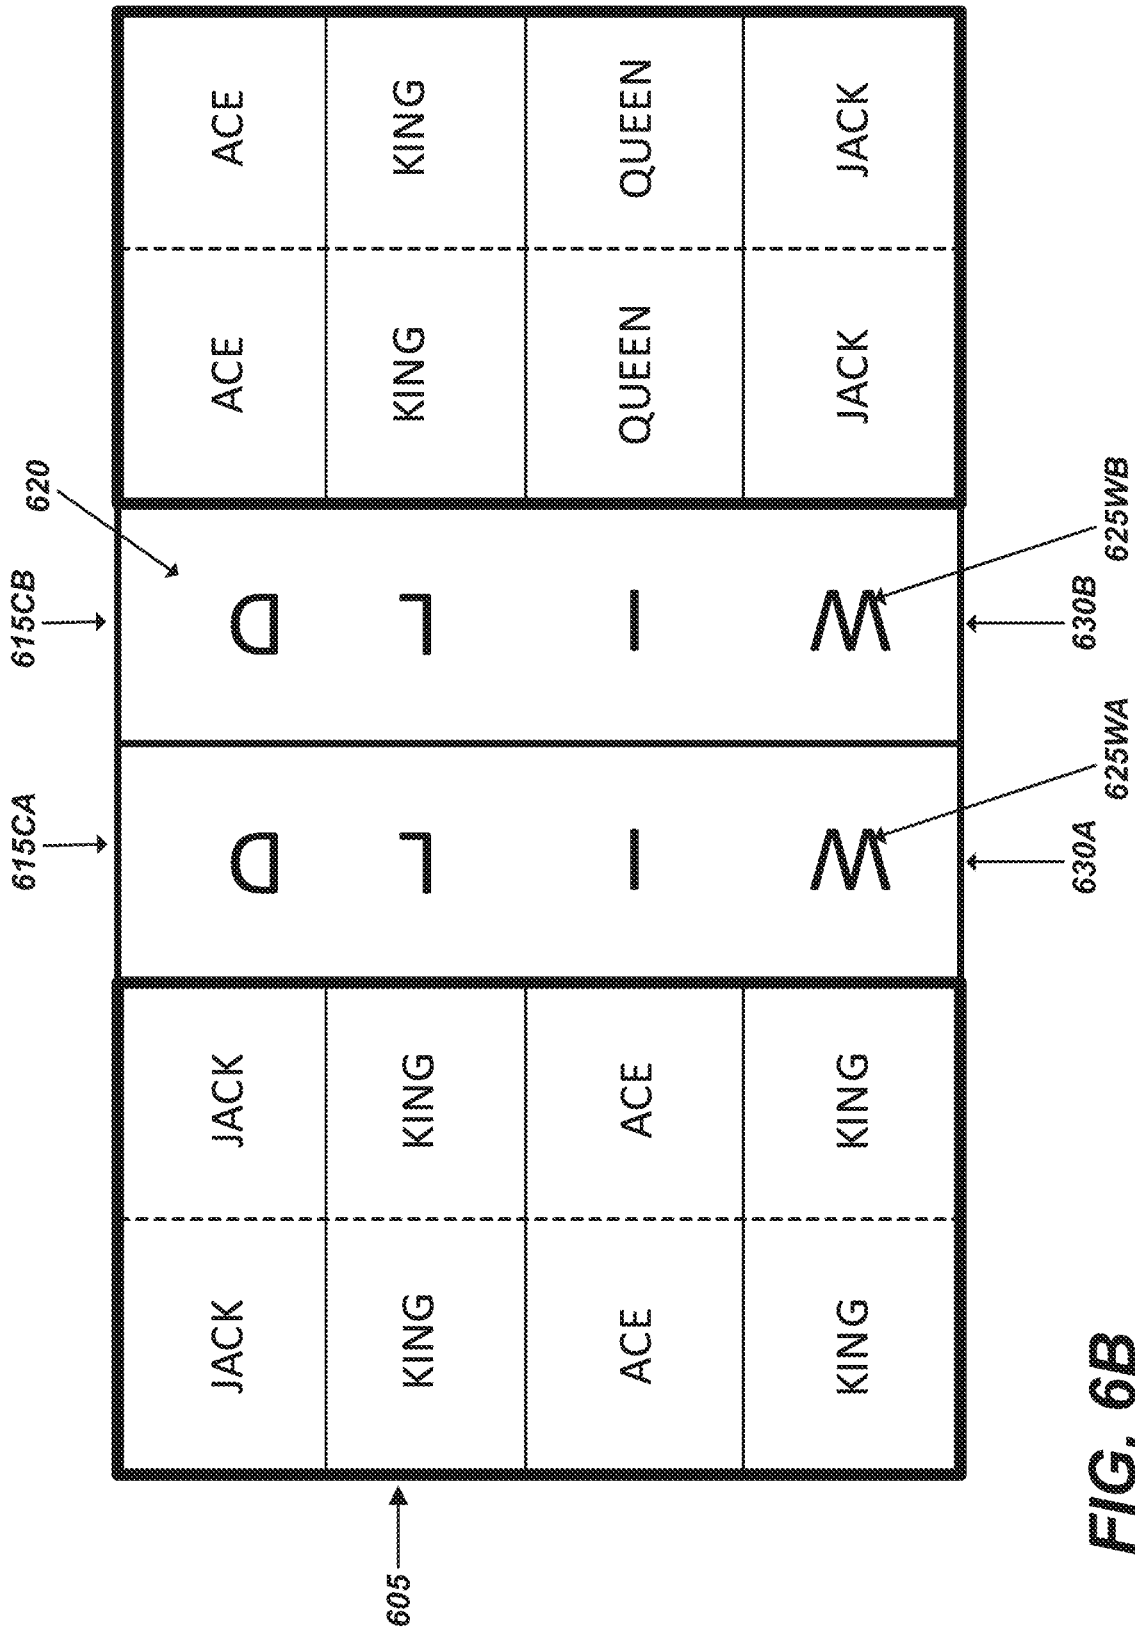 615CA 615CB 620
JACK JACK D D ACE ACE
605 KING KING L L KING KING
ACE ACE I I QUEEN QUEEN
KING KING W W JACK JACK
630A 630B
625WA 625WB
FIG. 6B